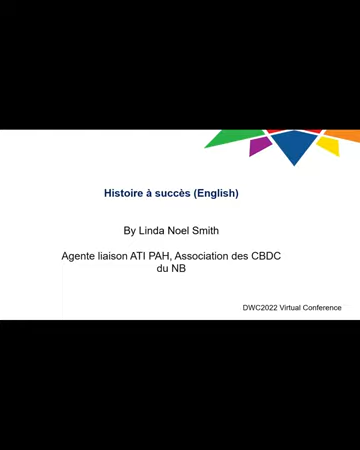 Histoire à succès (English)
By Linda Noel Smith
Agente liaison ATI PAH, Association des CBDC
du NB
DWC2022 Virtual Conference